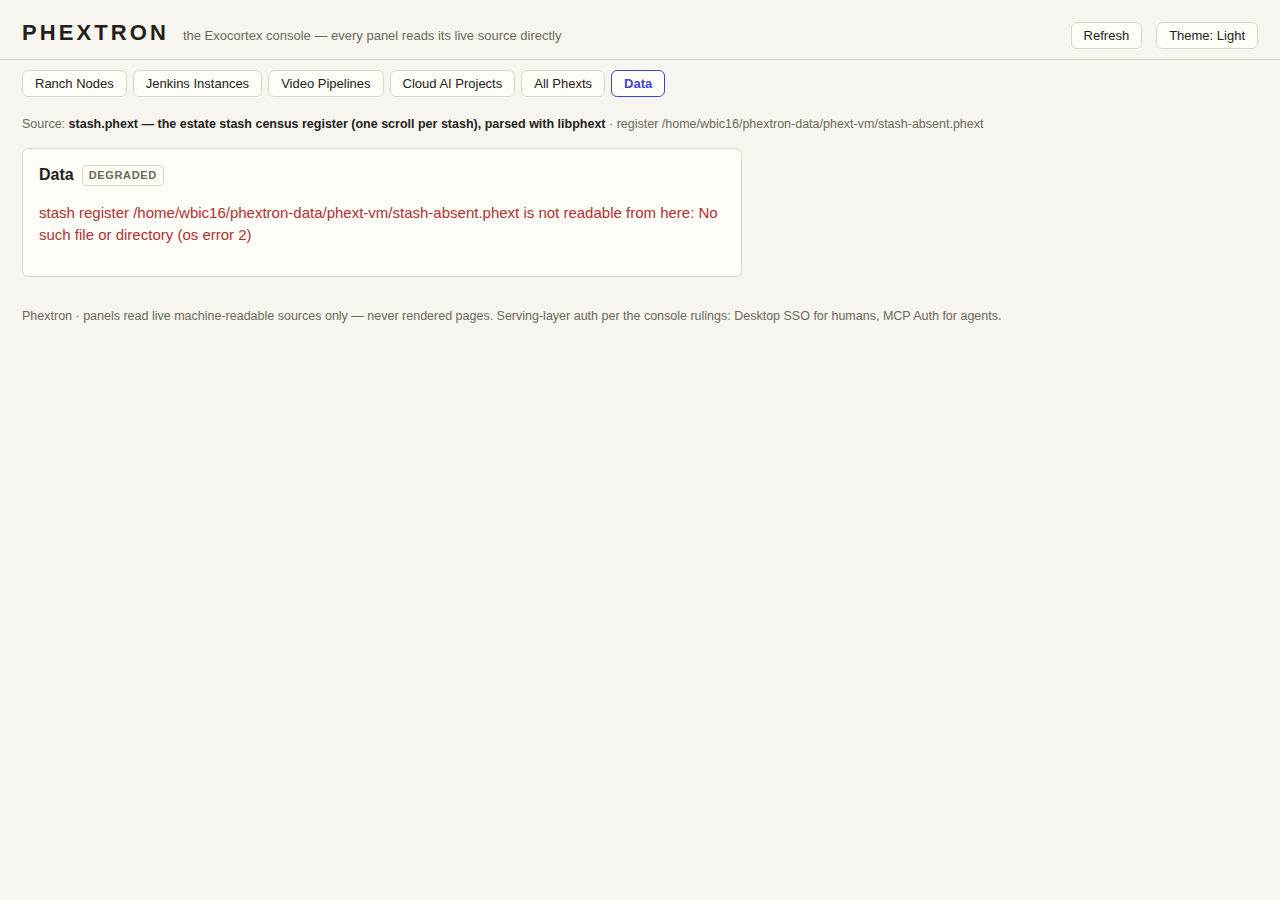 PHEXTRON the Exocortex console — every panel reads its live source directly Refresh Theme: Light
Ranch Nodes Jenkins Instances Video Pipelines Cloud AI Projects All Phexts Data
Source: stash.phext — the estate stash census register (one scroll per stash), parsed with libphext · register /home/wbic16/phextron-data/phext-vm/stash-absent.phext
Data DEGRADED
stash register /home/wbic16/phextron-data/phext-vm/stash-absent.phext is not readable from here: No
such file or directory (os error 2)
Phextron · panels read live machine-readable sources only — never rendered pages. Serving-layer auth per the console rulings: Desktop SSO for humans, MCP Auth for agents.